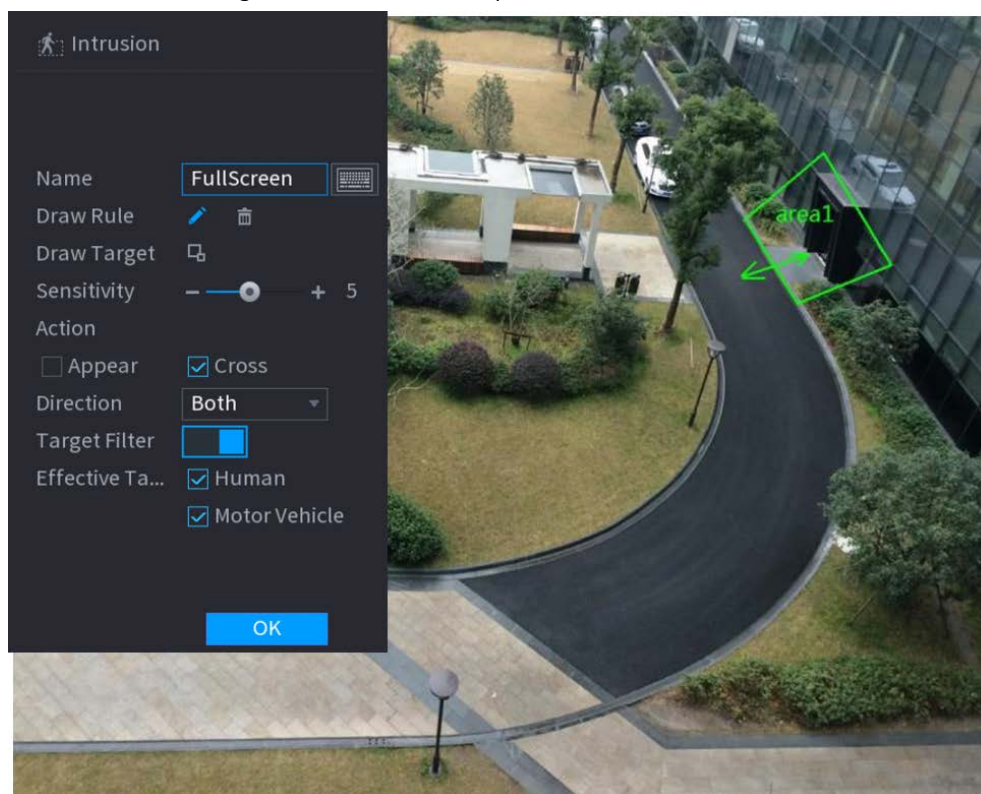 Intrusion
Name FullScreen
Draw Rule
Draw Target
Sensitivity - + 5
Action
Appear Cross
Direction Both
Target Filter
Effective Ta... Human
Motor Vehicle
OK
area1